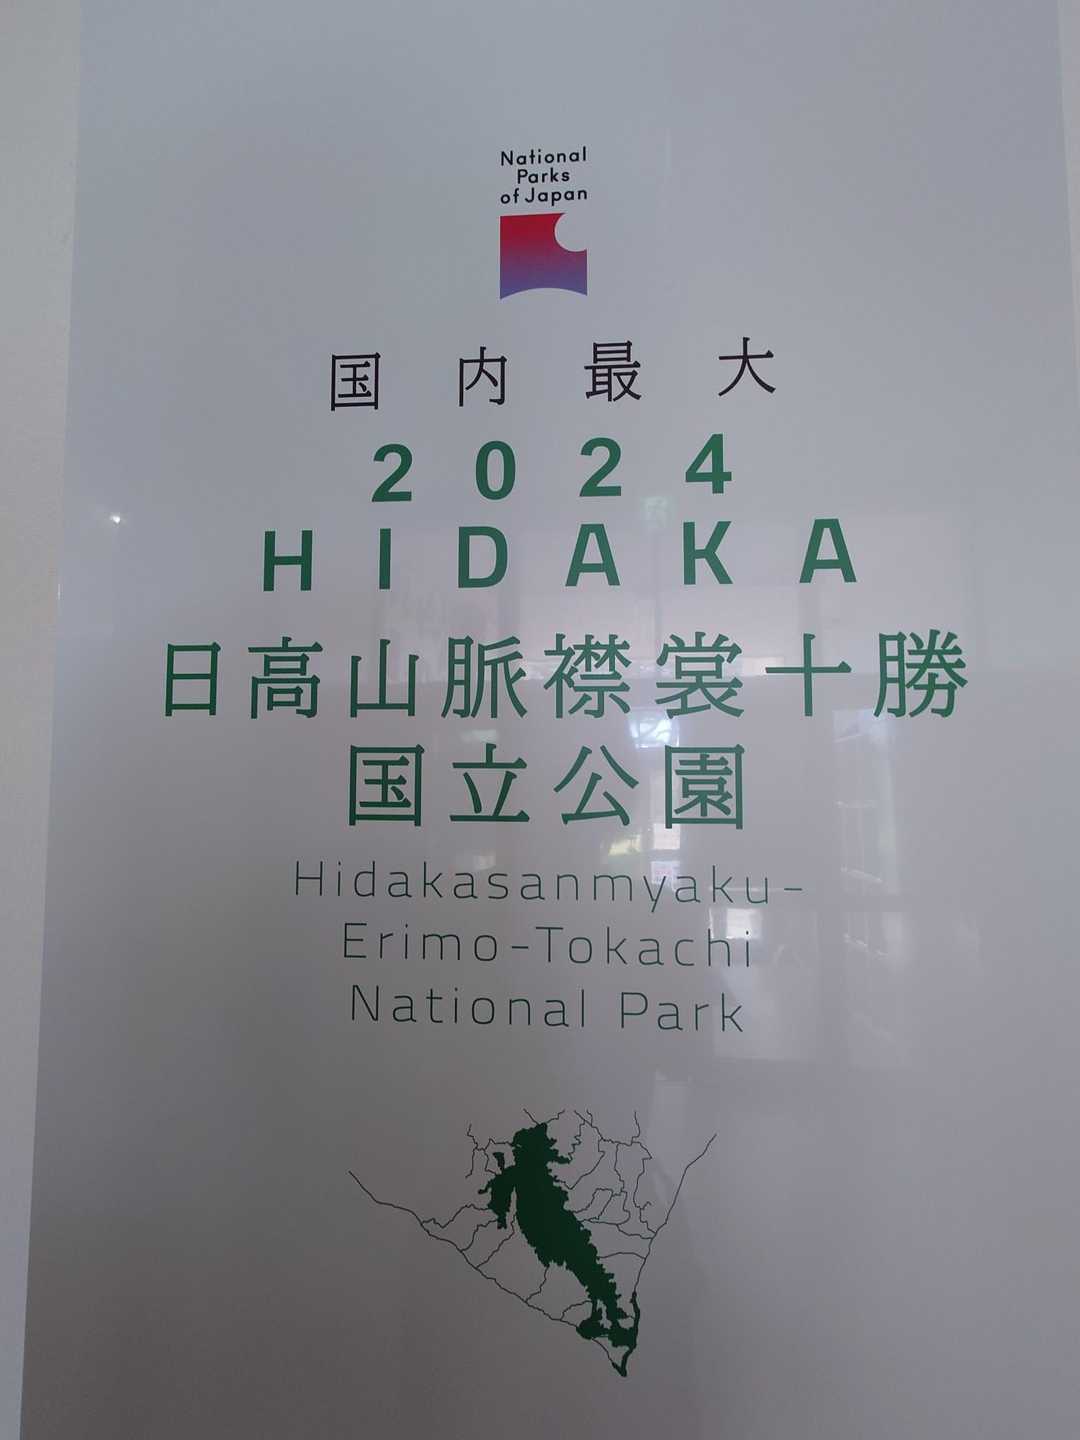 National
Parks
of Japan
国内最大
2024
HIDAKA
日高山脈襟裳十勝
国立公園
Hidakasanmyaku-
Erimo-Tokachi
National Park